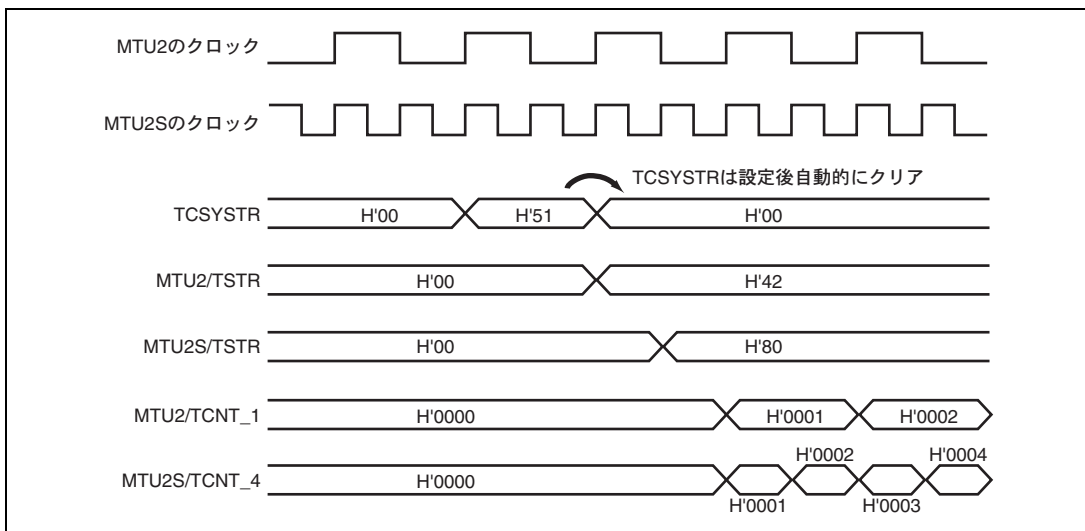 MTU2のクロック
MTU2Sのクロック
TCSYSTRは設定後自動的にクリア
TCSYSTR H'00 H'51 H'00
MTU2/TSTR H'00 H'42
MTU2S/TSTR H'00 H'80
MTU2/TCNT_1 H'0000 H'0001 H'0002
H'0002 H'0004
MTU2S/TCNT_4 H'0000
H'0001 H'0003